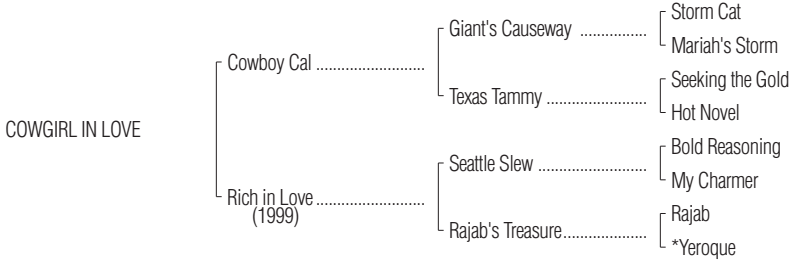 Storm Cat
Giant's Causeway ................
Mariah's Storm
Cowboy Cal ..........................
Seeking the Gold
Texas Tammy ........................
Hot Novel
COWGIRL IN LOVE
Bold Reasoning
Seattle Slew ..........................
My Charmer
Rich in Love ..........................
(1999)
Rajab
Rajab's Treasure....................
*Yeroque